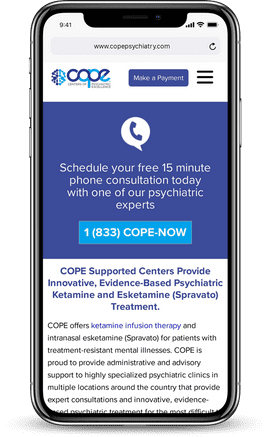 9:41
www.copepsychiatry.com
cope
CENTERS OF PSYCHIATRIC
EXCELLENCE
Make a Payment
Schedule your free 15 minute
phone consultation today
with one of our psychiatric
experts
1 (833) COPE-NOW
COPE Supported Centers Provide
Innovative, Evidence-Based Psychiatric
Ketamine and Esketamine (Spravato)
Treatment.
COPE offers ketamine infusion therapy and
intranasal esketamine (Spravato) for patients with
treatment-resistant mental illnesses. COPE is
proud to provide administrative and advisory
support to highly specialized psychiatric clinics in
multiple locations around the country that provide
expert consultations and innovative, evidence-
based psychiatric treatment for the most difficult